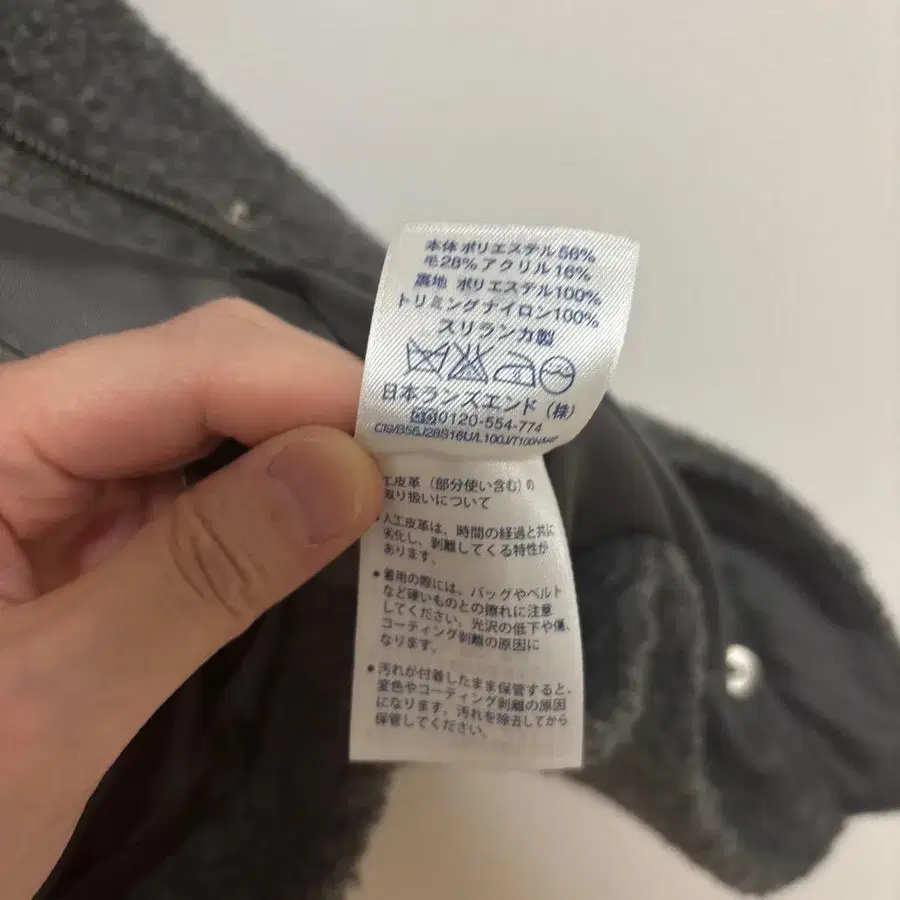 本体 ポリエステル 56%
毛28% アクリル 16%
裏地 ポリエステル100%
トリミング ナイロン100%
スリランカ製
日本ランズエンド（株）
0120-554-774
C19/B56J28S16U/L100J/T100H
工皮革（部分使い含む）の
取り扱いについて
人工皮革は、時間の経過と共に
劣化し、剥離してくる特性が
あります。
●着用の際には、バッグやベルト
など硬いものとの擦れに注意
してください。光沢の低下や傷、
コーティング剥離の原因に
なります。
●汚れが付着したまま保管すると、
変色やコーティング剥離の原因
になります。汚れを除去してから
保管してください。